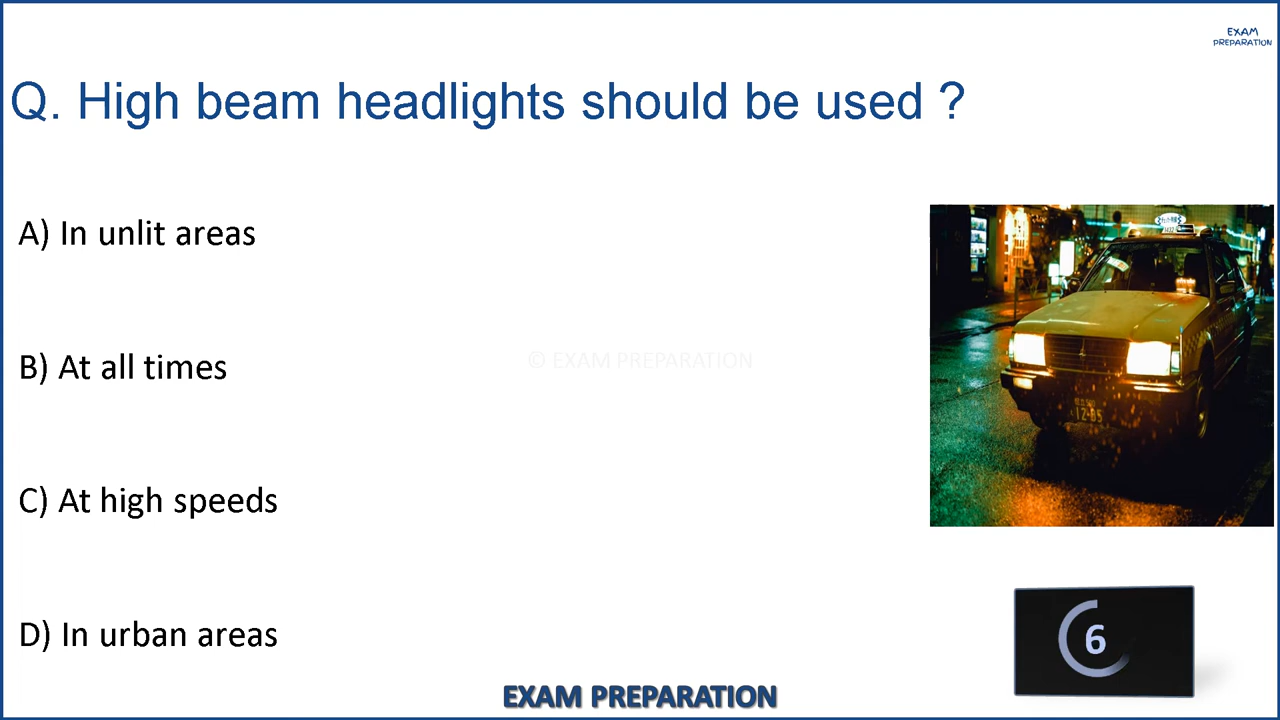 EXAM
PREPARATION
Q. High beam headlights should be used ?
A) In unlit areas
B) At all times
© EXAM PREPARATION
C) At high speeds
D) In urban areas
6
EXAM PREPARATION